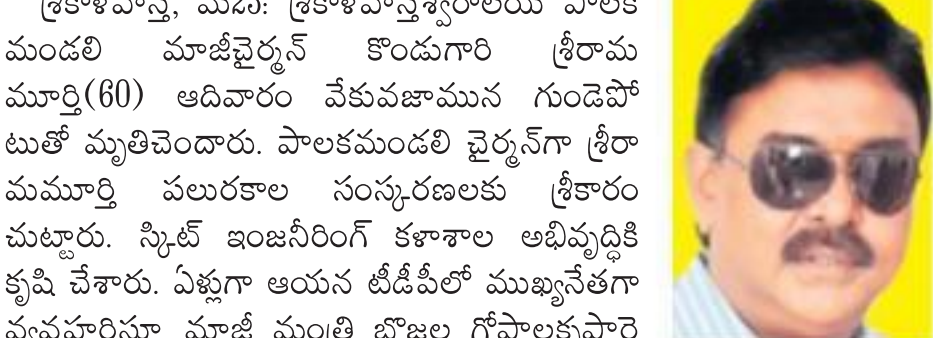 శ్రీకాళహస్తి, మే25: శ్రీకాళహస్తీశ్వరాలయ పాలక
మండలి మాజీచైర్మన్ కొండుగారి శ్రీరామ
మూర్తి(60) ఆదివారం వేకువజామున గుండెపో
టుతో మృతిచెందారు. పాలకమండలి చైర్మన్‌గా శ్రీరా
మమూర్తి పలురకాల సంస్కరణలకు శ్రీకారం
చుట్టారు. స్కిట్ ఇంజనీరింగ్ కళాశాల అభివృద్ధికి
కృషి చేశారు. ఏళ్లుగా ఆయన టీడీపీలో ముఖ్యనేతగా
వ్యవహరిస్తూ మాజీ మంత్రి బొజ్జల గోపాలకృష్ణారె